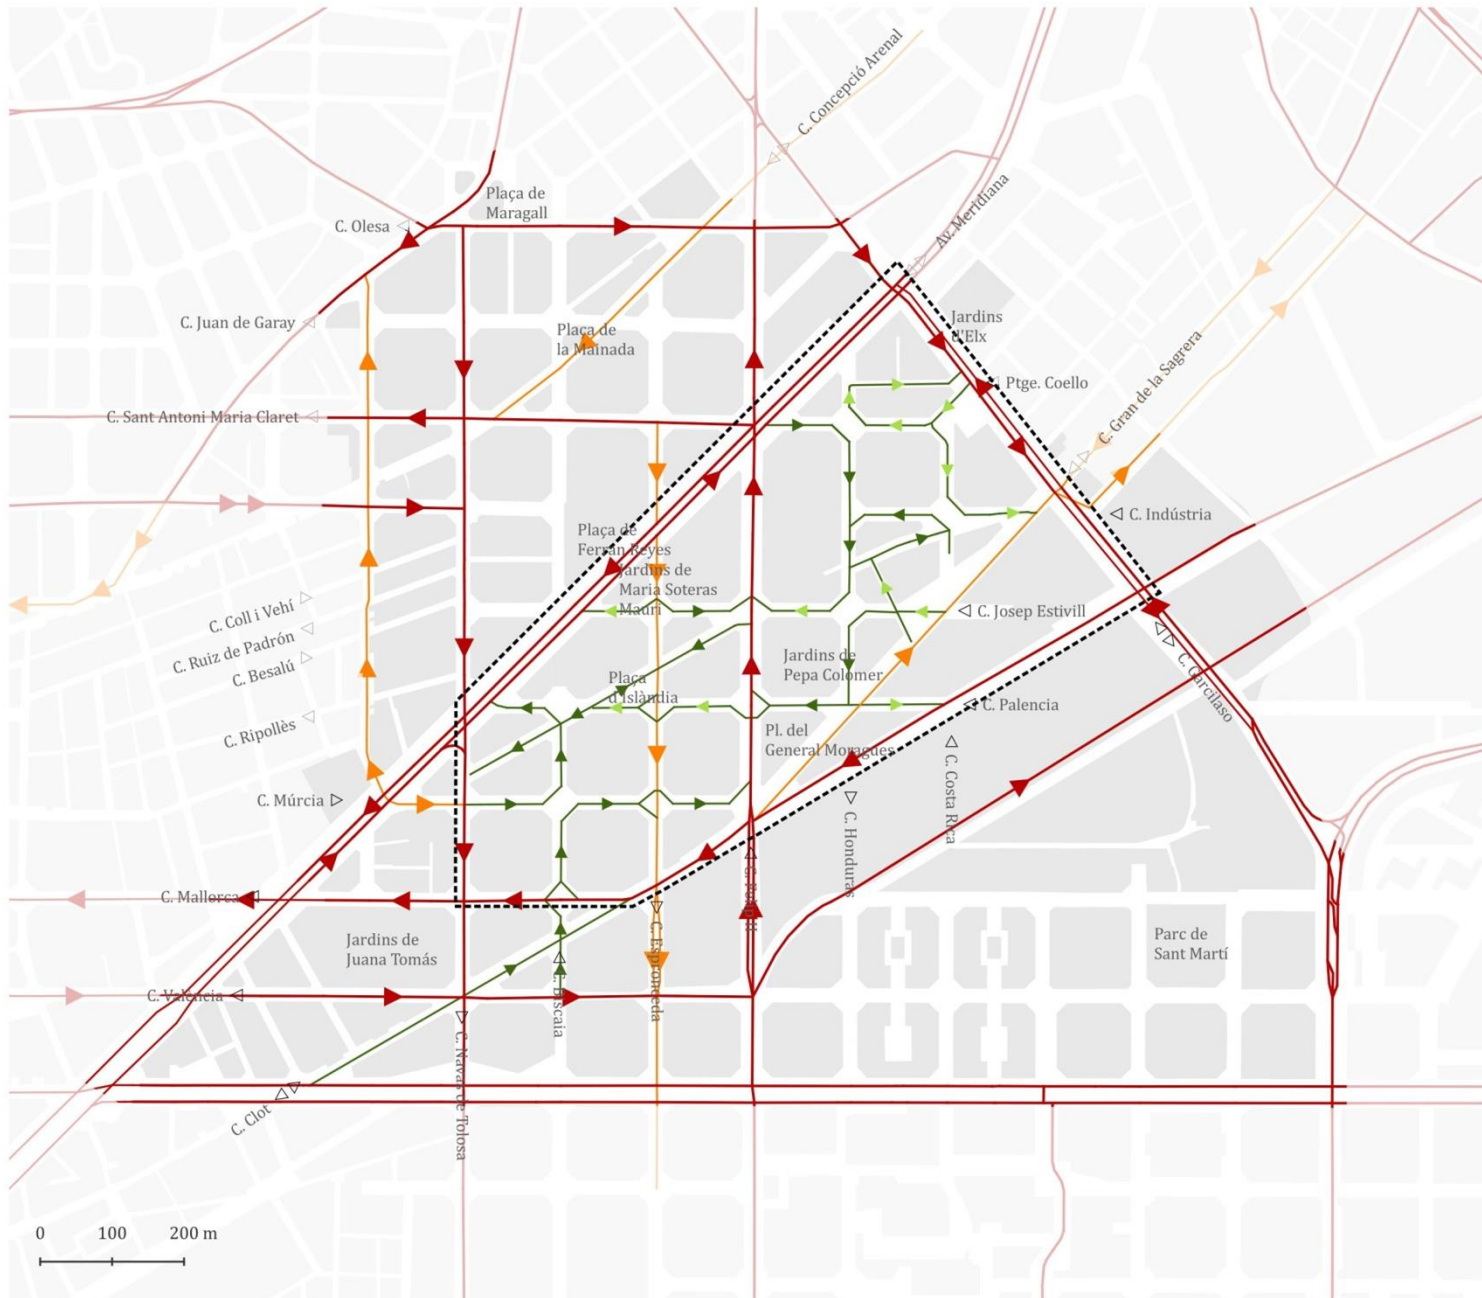 C. Concepció Arenal
Plaça de
Maragall
C. Olesa
Av. Meridiana
C. Juan de Garay
Plaça de
la Mainada
Jardins
d'Elx
Ptge. Coello
C. Gran de la Sagrera
C. Sant Antoni Maria Claret
C. Indústria
Plaça de
Ferran Reyes
Jardins de
Maria Soteras
Mauri
C. Coll i Vehí
C. Ruiz de Padrón
C. Besalú
C. Ripollès
C. Josep Estivill
Jardins de
Pepa Colomer
Plaça
d'Islàndia
C. Garcilaso
C. Palencia
Pl. del
General Moragues
C. Costa Rica
C. Honduras
C. Múrcia
C. Mallorca
C. Felip II
C. Espronceda
C. Biscaia
Jardins de
Juana Tomás
Parc de
Sant Martí
C. València
C. Navas de Tolosa
C. Clot
0 100 200 m